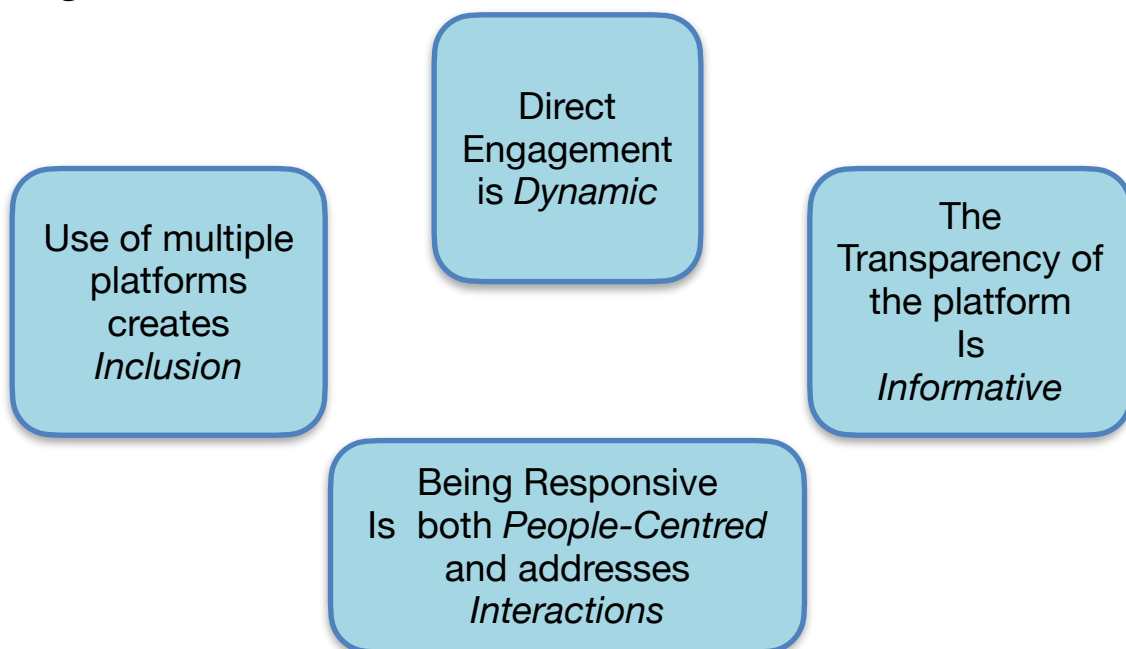 Direct
Engagement
is Dynamic
Use of multiple
platforms
creates
Inclusion
The
Transparency of
the platform
Is
Informative
Being Responsive
Is both People-Centred
and addresses
Interactions